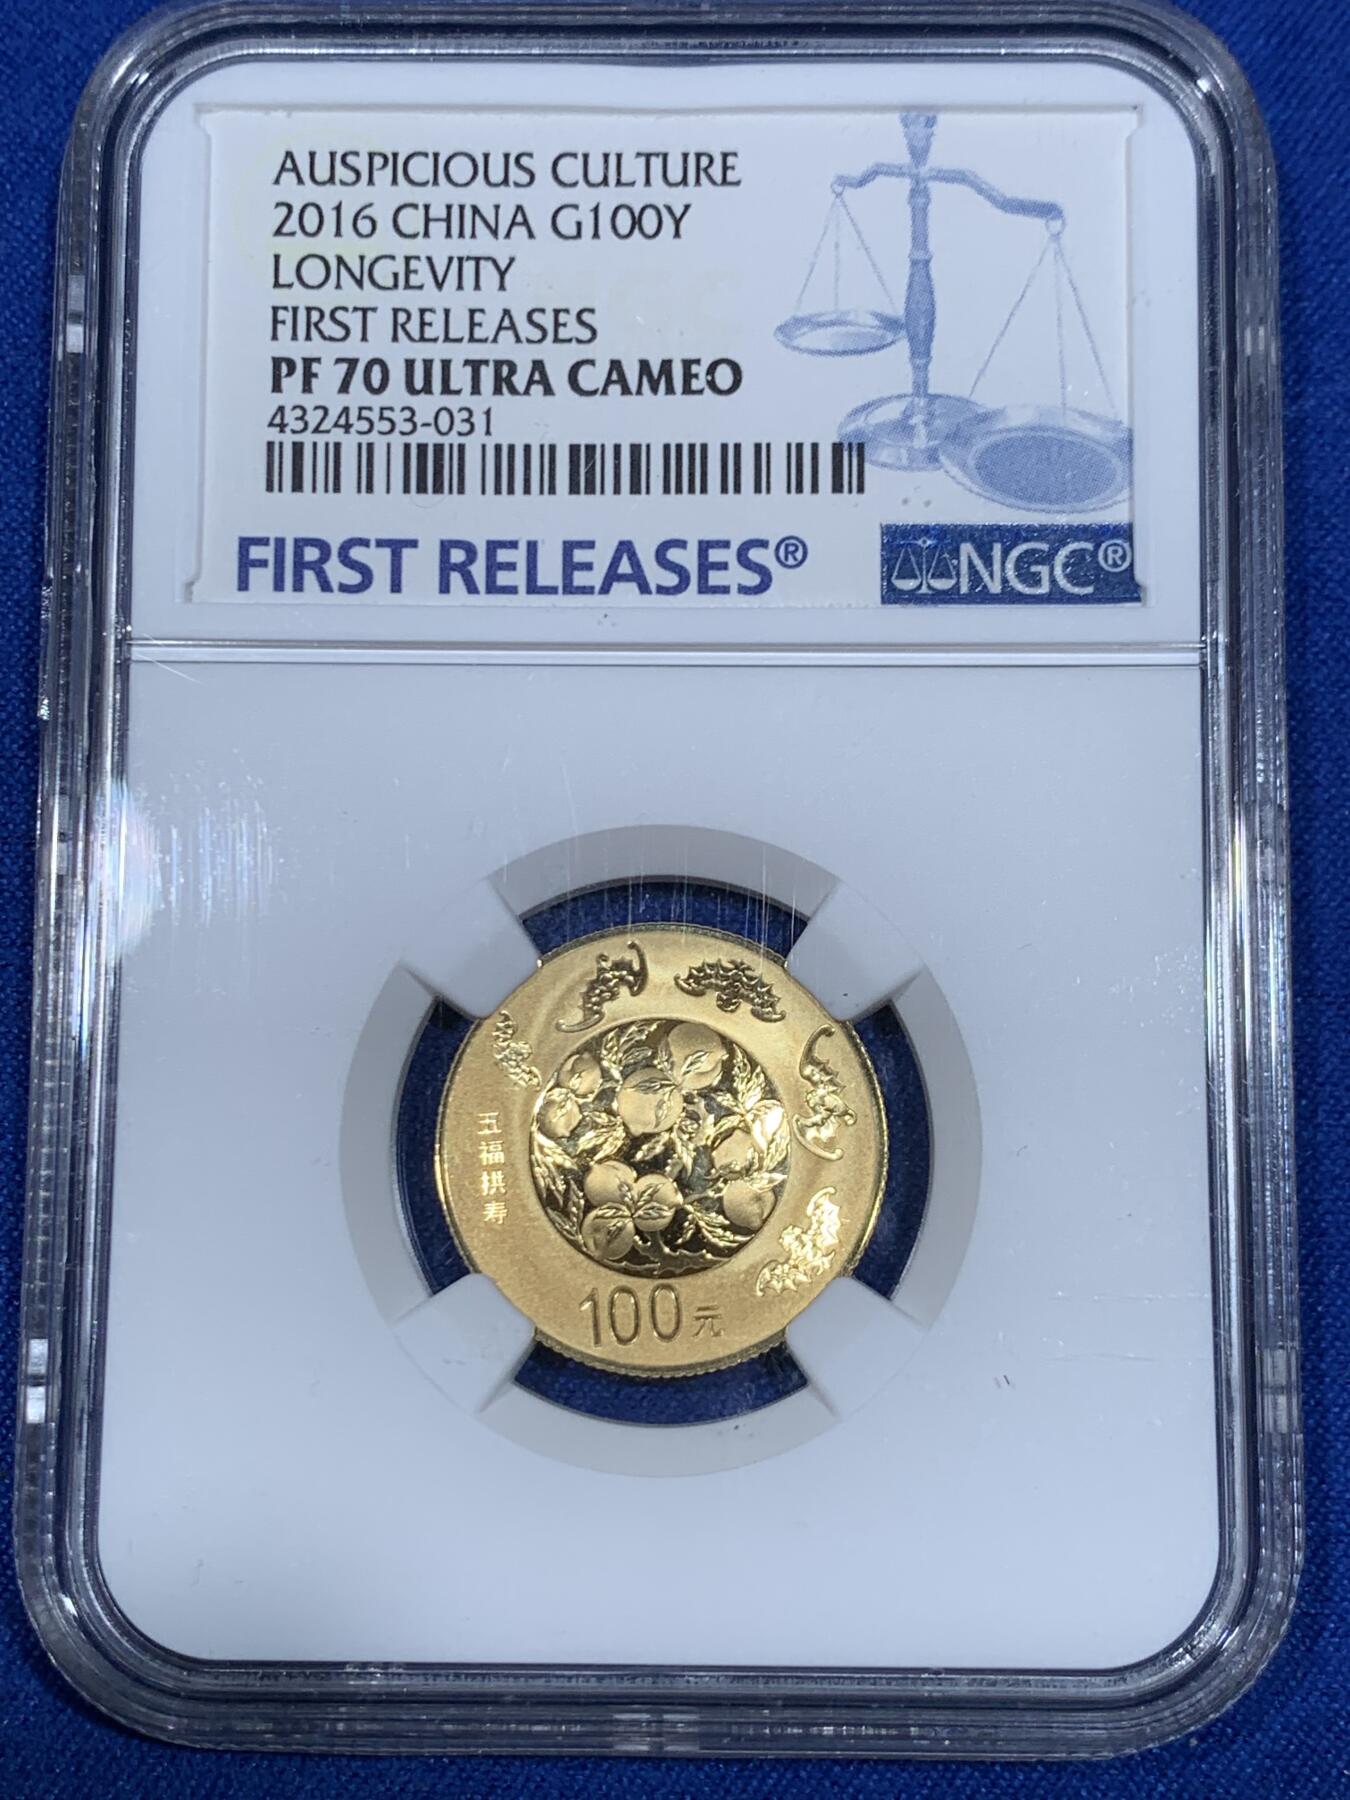 AUSPICIOUS CULTURE
2016 CHINA G100Y
LONGEVITY
FIRST RELEASES
PF 70 ULTRA CAMEO
4324553-031
FIRST RELEASES®
NGC®
五福拱寿
100元